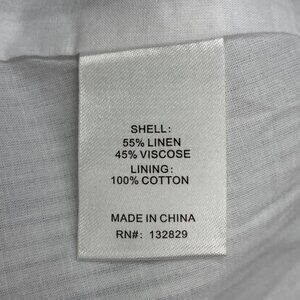 SHELL:
55% LINEN
45% VISCOSE
LINING:
100% COTTON
MADE IN CHINA
RN#: 132829